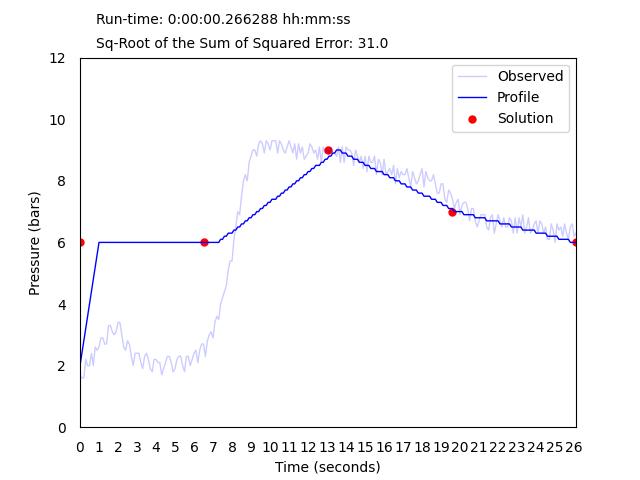 Run-time: 0:00:00.266288 hh:mm:ss
Sq-Root of the Sum of Squared Error: 31.0
12
10
8
6
4
2
0
Pressure (bars)
Observed
Profile
Solution
0 1 2 3 4 5 6 7 8 9 10 11 12 13 14 15 16 17 18 19 20 21 22 23 24 25 26
Time (seconds)